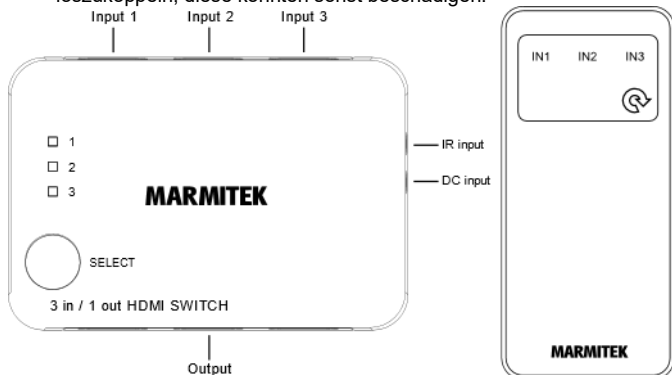 Input 1 Input 2 Input 3
1
2
3
MARMITEK
SELECT
3 in / 1 out HDMI SWITCH
IR input
DC input
Output
IN1 IN2 IN3
MARMITEK